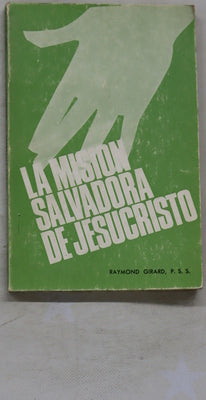 LA MISION
SALVADORA
DE JESUCRISTO
RAYMOND GIRARD, P. S. S.